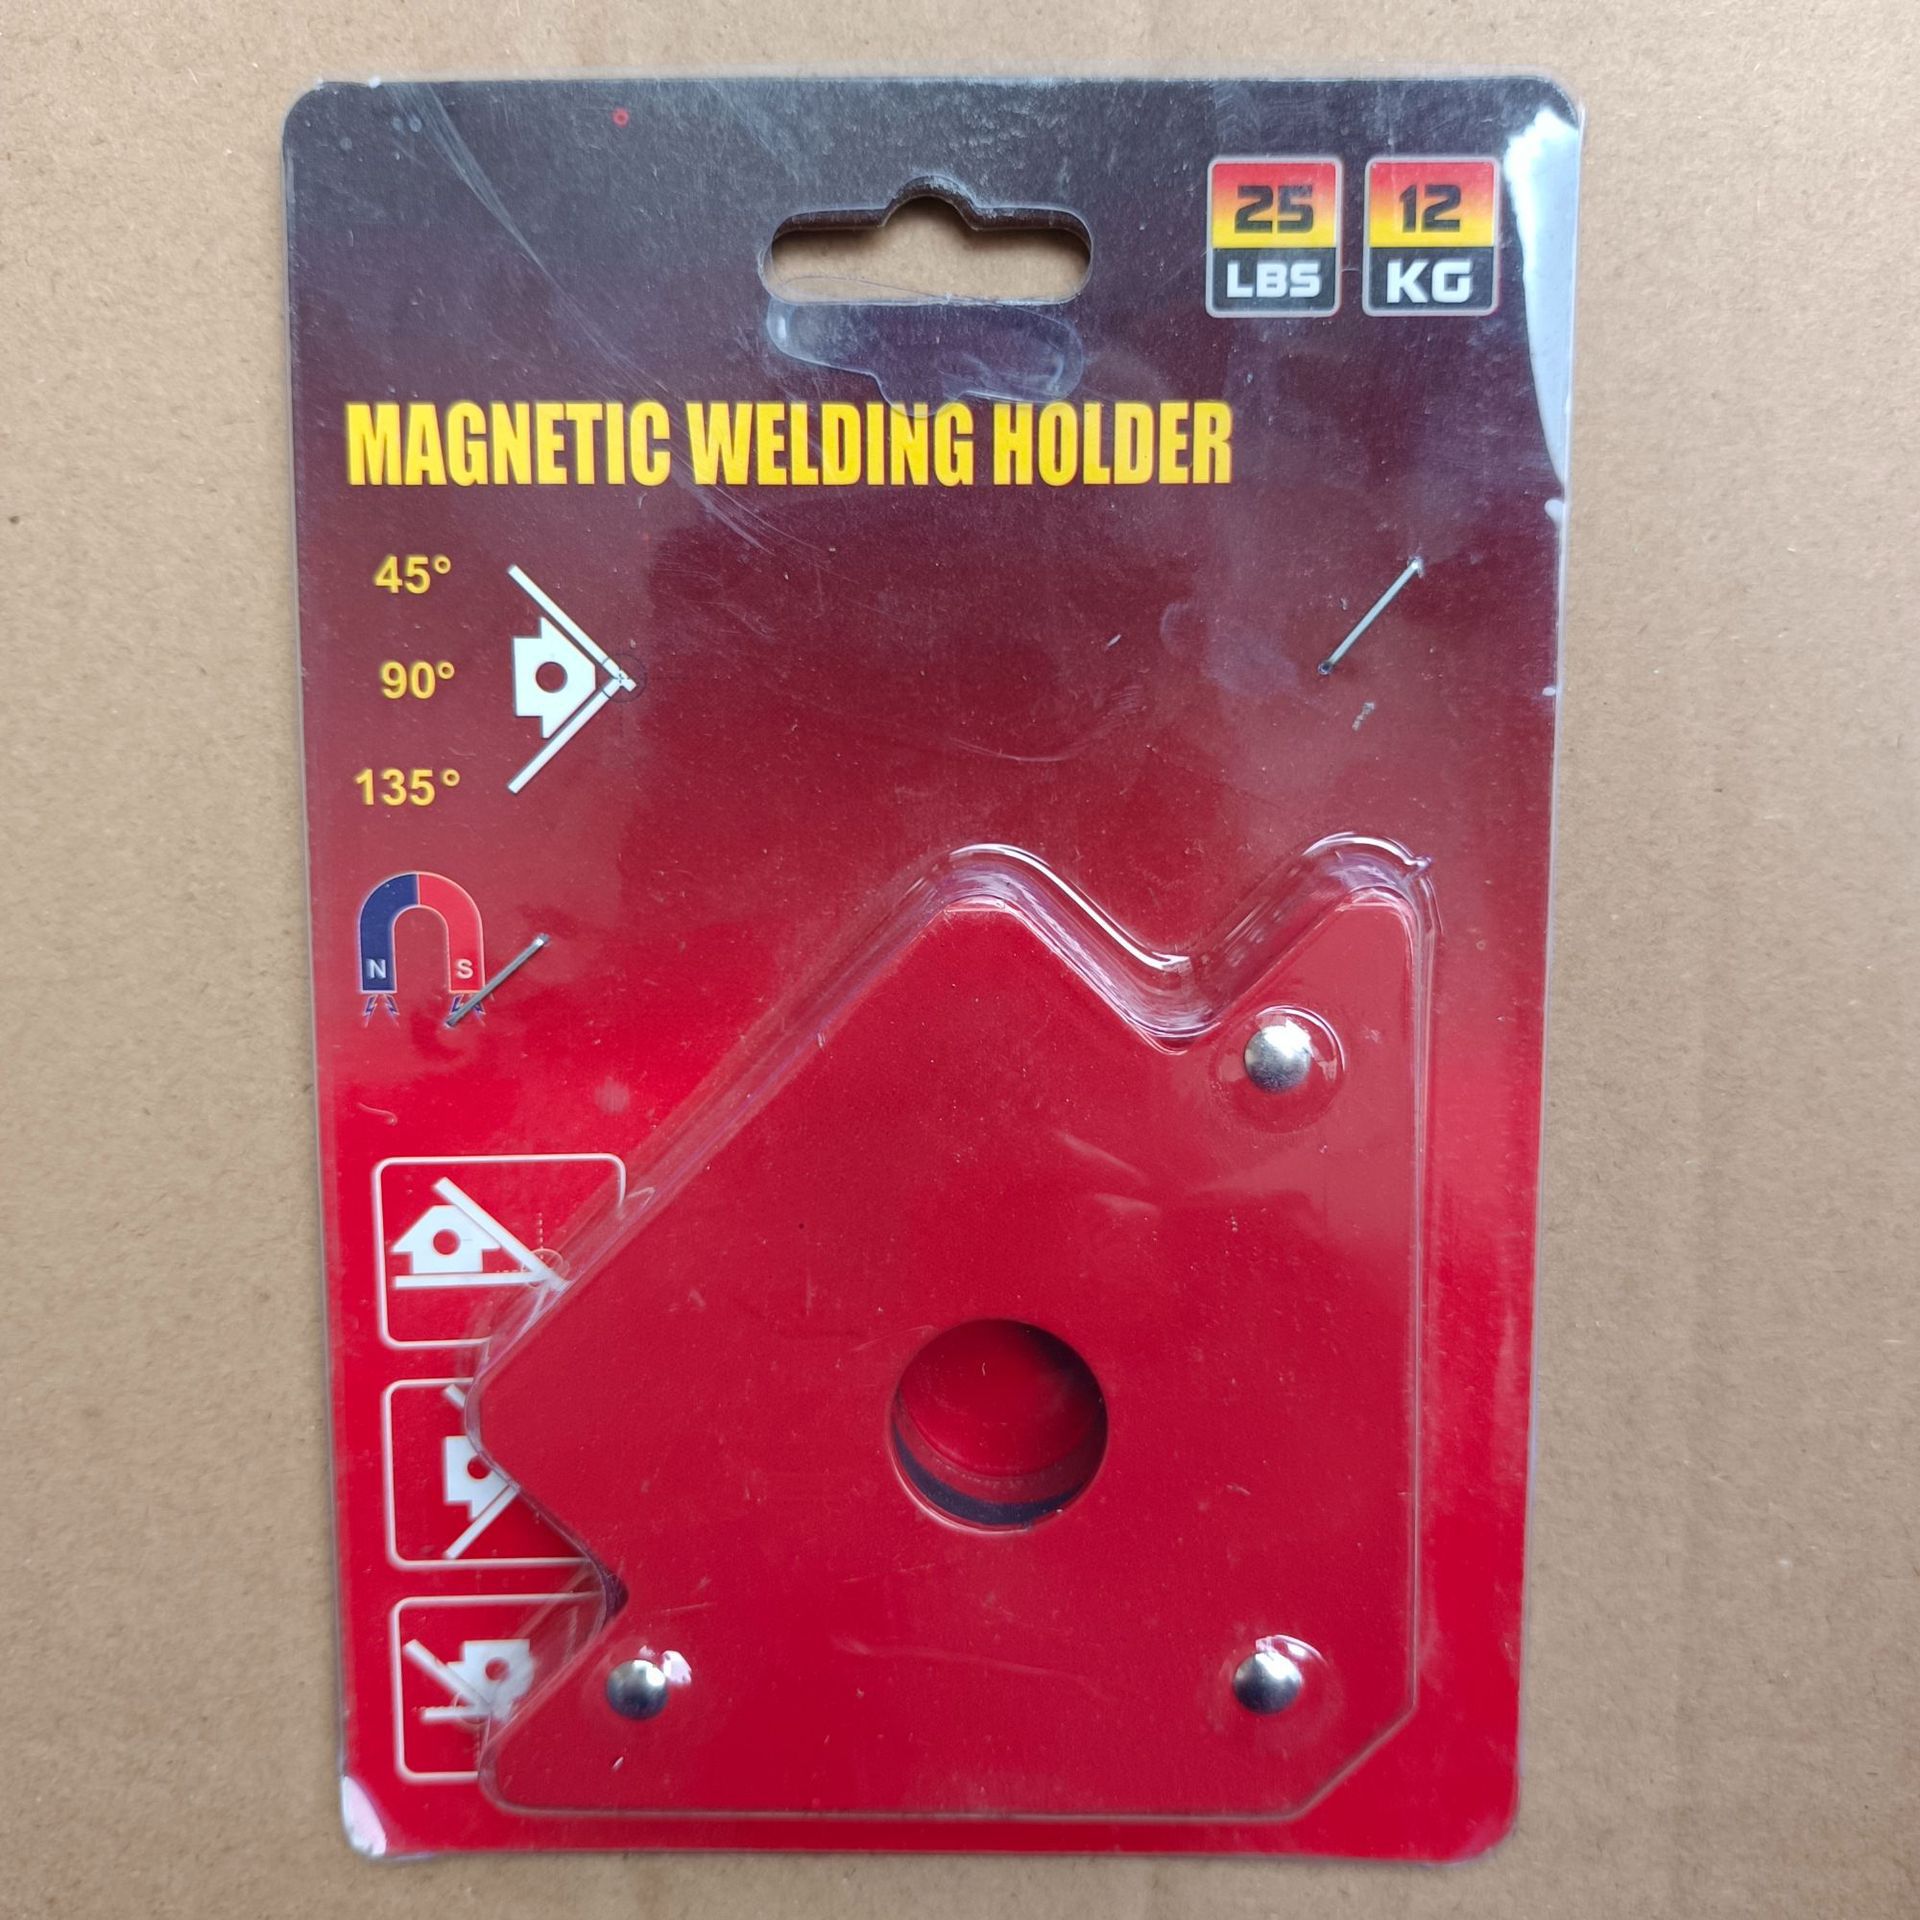 25
LBS
12
KG
MAGNETIC WELDING HOLDER
45°
90°
135°
N
S